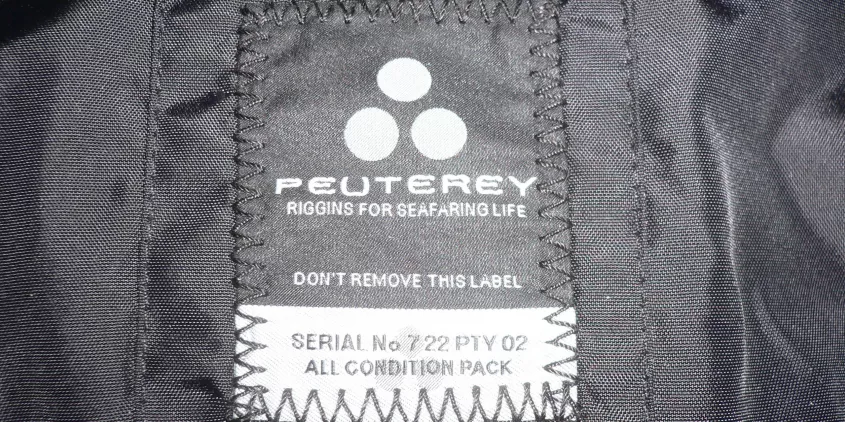 PEUTEREY
RIGGINS FOR SEAFARING LIFE
DON'T REMOVE THIS LABEL
SERIAL No 7 22 PTY 02
ALL CONDITION PACK